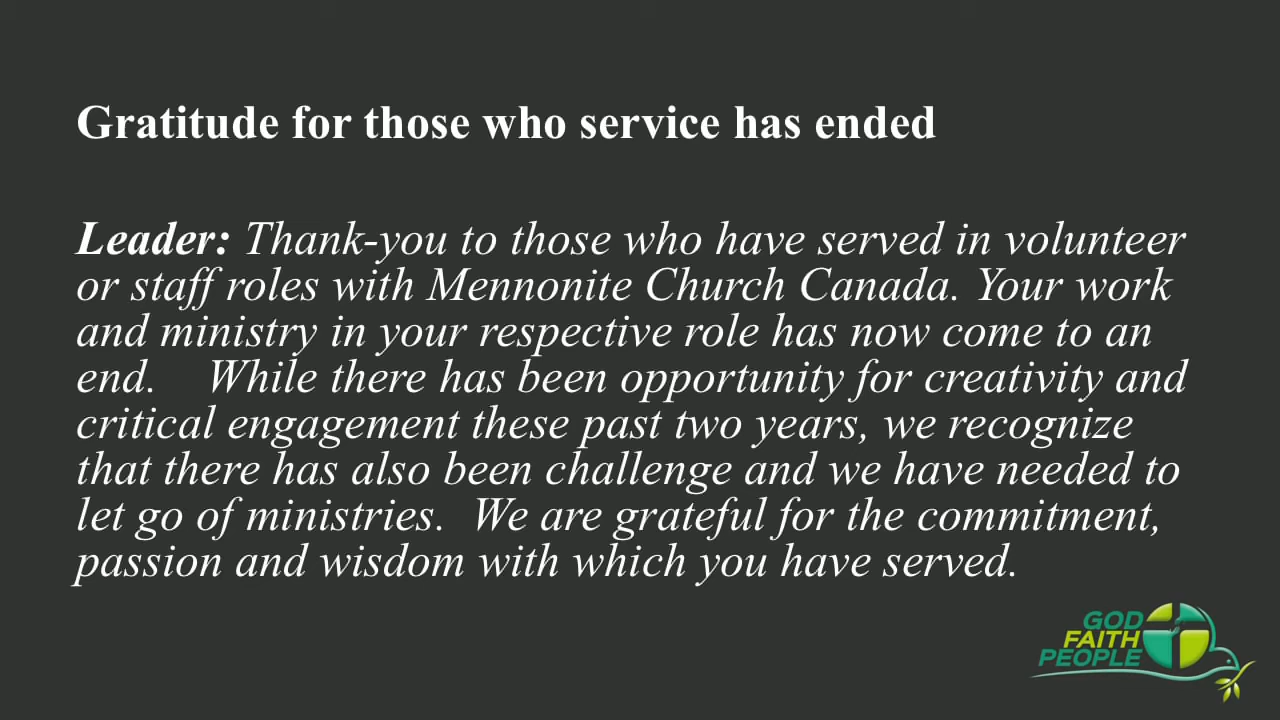 Gratitude for those who service has ended
Leader: Thank-you to those who have served in volunteer
or staff roles with Mennonite Church Canada. Your work
and ministry in your respective role has now come to an
end.    While there has been opportunity for creativity and
critical engagement these past two years, we recognize
that there has also been challenge and we have needed to
let go of ministries.  We are grateful for the commitment,
passion and wisdom with which you have served.
GOD
FAITH
PEOPLE